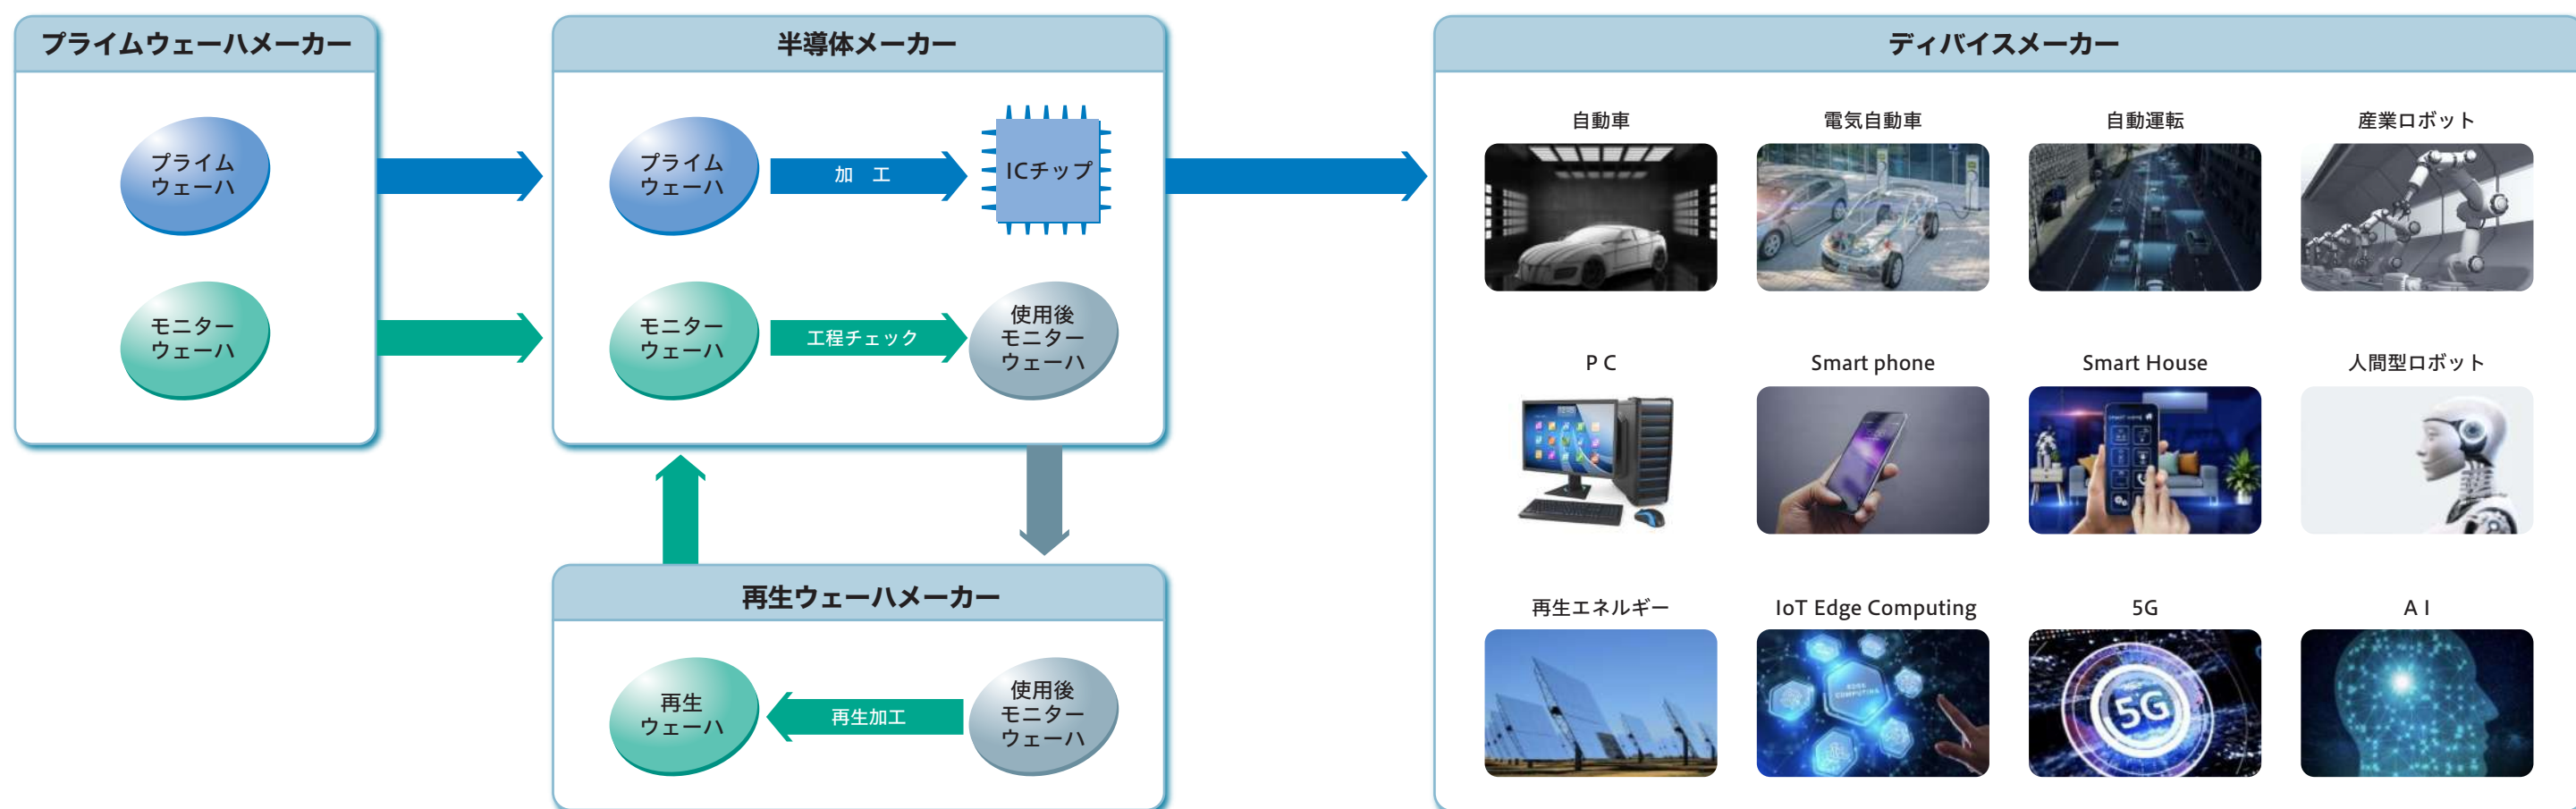 プライムウェーハメーカー
プライム
ウェーハ
モニター
ウェーハ
半導体メーカー
プライム
ウェーハ
加　工
ICチップ
モニター
ウェーハ
工程チェック
使用後
モニター
ウェーハ
再生ウェーハメーカー
再生
ウェーハ
再生加工
使用後
モニター
ウェーハ
ディバイスメーカー
自動車
電気自動車
自動運転
産業ロボット
P C
Smart phone
Smart House
人間型ロボット
再生エネルギー
IoT Edge Computing
EDGE
COMPUTING
5G
5G
A I